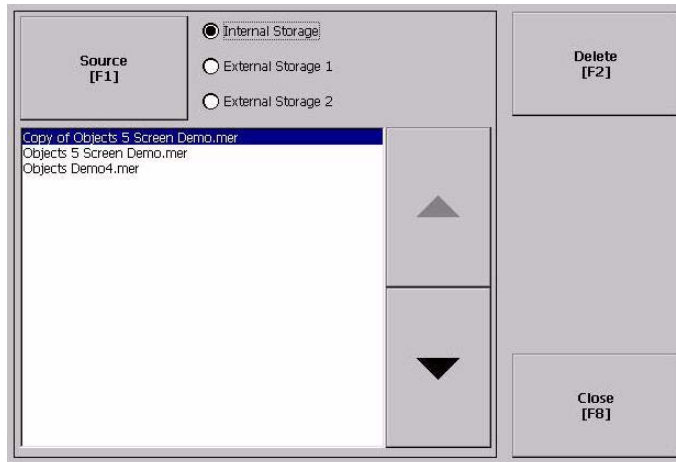 Source
[F1]
Internal Storage
External Storage 1
External Storage 2
Delete
[F2]
Copy of Objects 5 Screen Demo.mer
Objects 5 Screen Demo.mer
Objects Demo4.mer
Close
[F8]